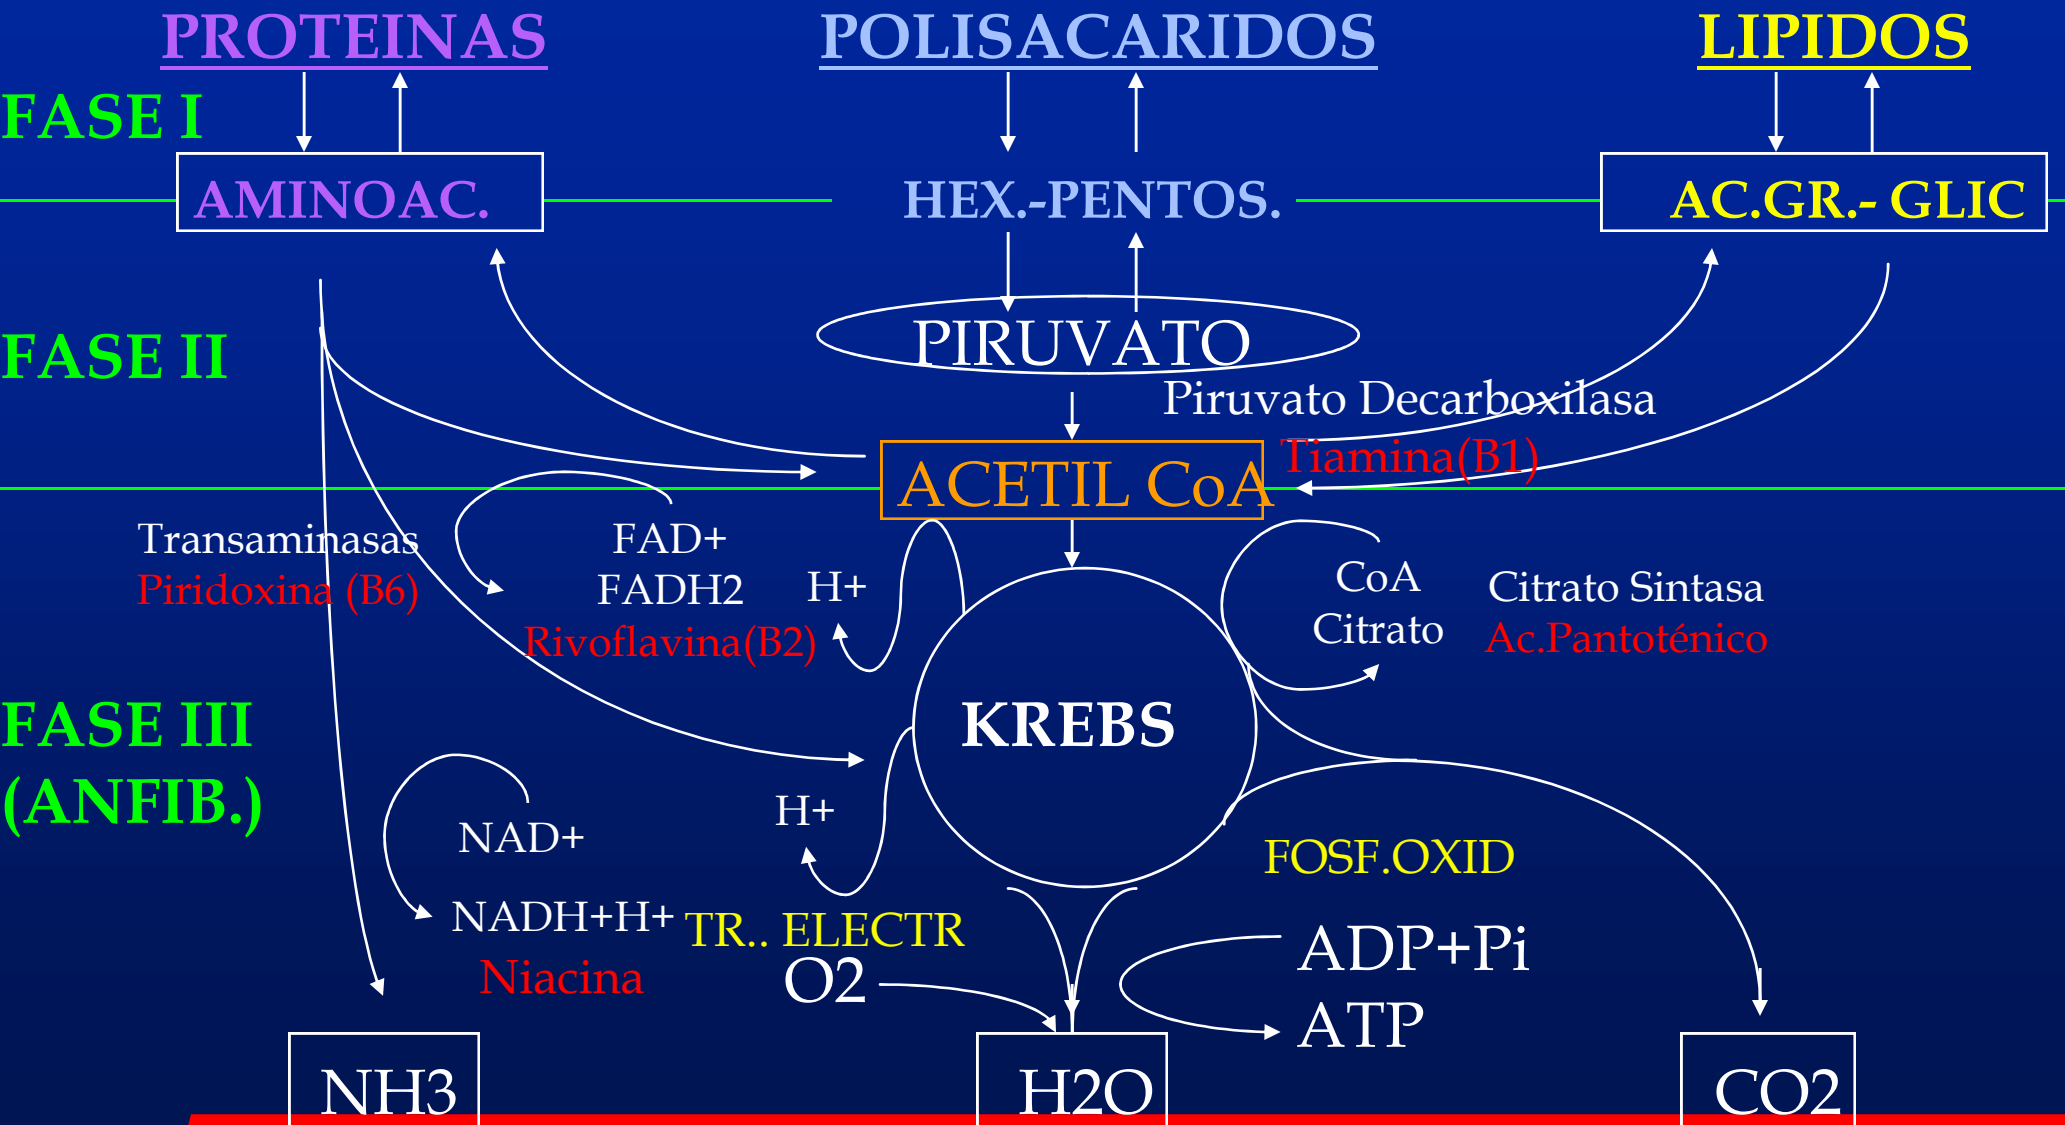 PROTEINAS POLISACARIDOS LIPIDOS
FASE I
AMINOAC. HEX.-PENTOS. AC.GR.- GLIC
FASE II
PIRUVATO
Piruvato Decarboxilasa
Tiamina(B1)
ACETIL CoA
Transaminasas
Piridoxina (B6)
FAD+
FADH2
Rivoflavina(B2)
H+
CoA
Citrato
Citrato Sintasa
Ac.Pantoténico
FASE III
(ANFIB.)
KREBS
NAD+
NADH+H+
Niacina
H+
TR.. ELECTR
O2
FOSF.OXID
ADP+Pi
ATP
NH3 H2O CO2